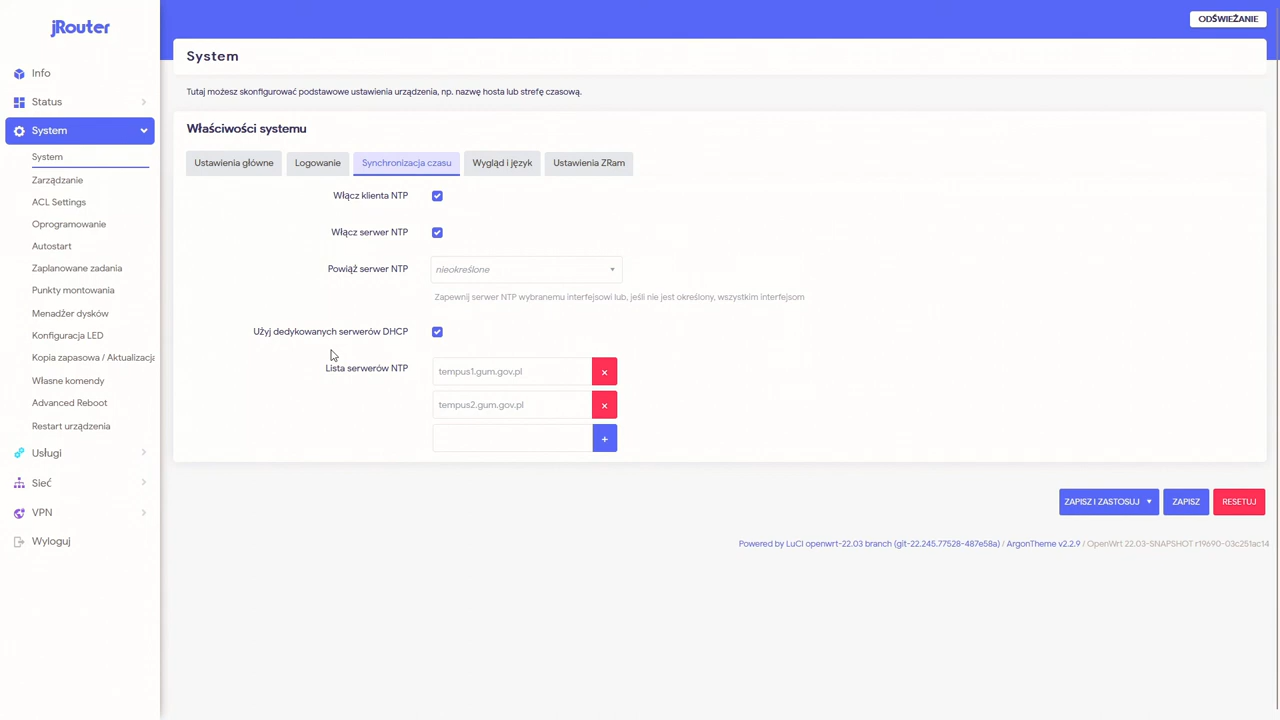 jRouter
ODŚWIEŻANIE
System
Tutaj możesz skonfigurować podstawowe ustawienia urządzenia, np. nazwę hosta lub strefę czasową.
Info
Status
System
System
Zarządzanie
ACL Settings
Oprogramowanie
Autostart
Zaplanowane zadania
Punkty montowania
Menadżer dysków
Konfiguracja LED
Kopia zapasowa / Aktualizacja
Własne komendy
Advanced Reboot
Restart urządzenia
Usługi
Sieć
VPN
Wyloguj
Właściwości systemu
Ustawienia główne Logowanie Synchronizacja czasu Wygląd i język Ustawienia ZRam
Włącz klienta NTP
Włącz serwer NTP
Powiąż serwer NTP nieokreślone
Zapewnij serwer NTP wybranemu interfejsowi lub, jeśli nie jest określony, wszystkim interfejsom
Użyj dedykowanych serwerów DHCP
Lista serwerów NTP tempus1.gum.gov.pl x
tempus2.gum.gov.pl x
+
ZAPISZ I ZASTOSUJ ZAPISZ RESETUJ
Powered by LuCI openwrt-22.03 branch (git-22.245.77528-487e58a) / ArgonTheme v2.2.9 / OpenWrt 22.03-SNAPSHOT r19690-03c251ac14